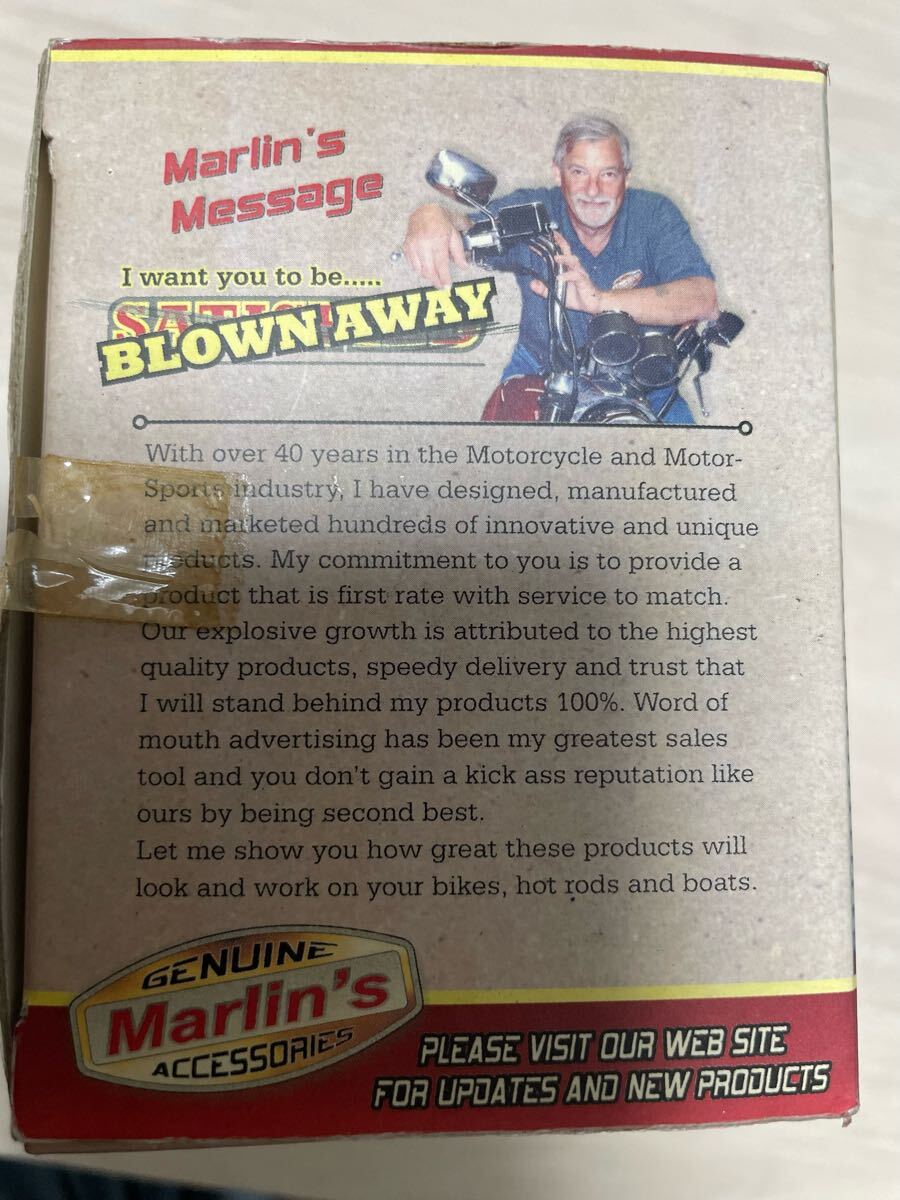 Marlin's
Message
I want you to be.....
BLOWN AWAY
With over 40 years in the Motorcycle and Motor-
Sports industry, I have designed, manufactured
and marketed hundreds of innovative and unique
products. My commitment to you is to provide a
product that is first rate with service to match.
Our explosive growth is attributed to the highest
quality products, speedy delivery and trust that
I will stand behind my products 100%. Word of
mouth advertising has been my greatest sales
tool and you don't gain a kick ass reputation like
ours by being second best.
Let me show you how great these products will
look and work on your bikes, hot rods and boats.
GENUINE
Marlin's
ACCESSORIES
PLEASE VISIT OUR WEB SITE
FOR UPDATES AND NEW PRODUCTS